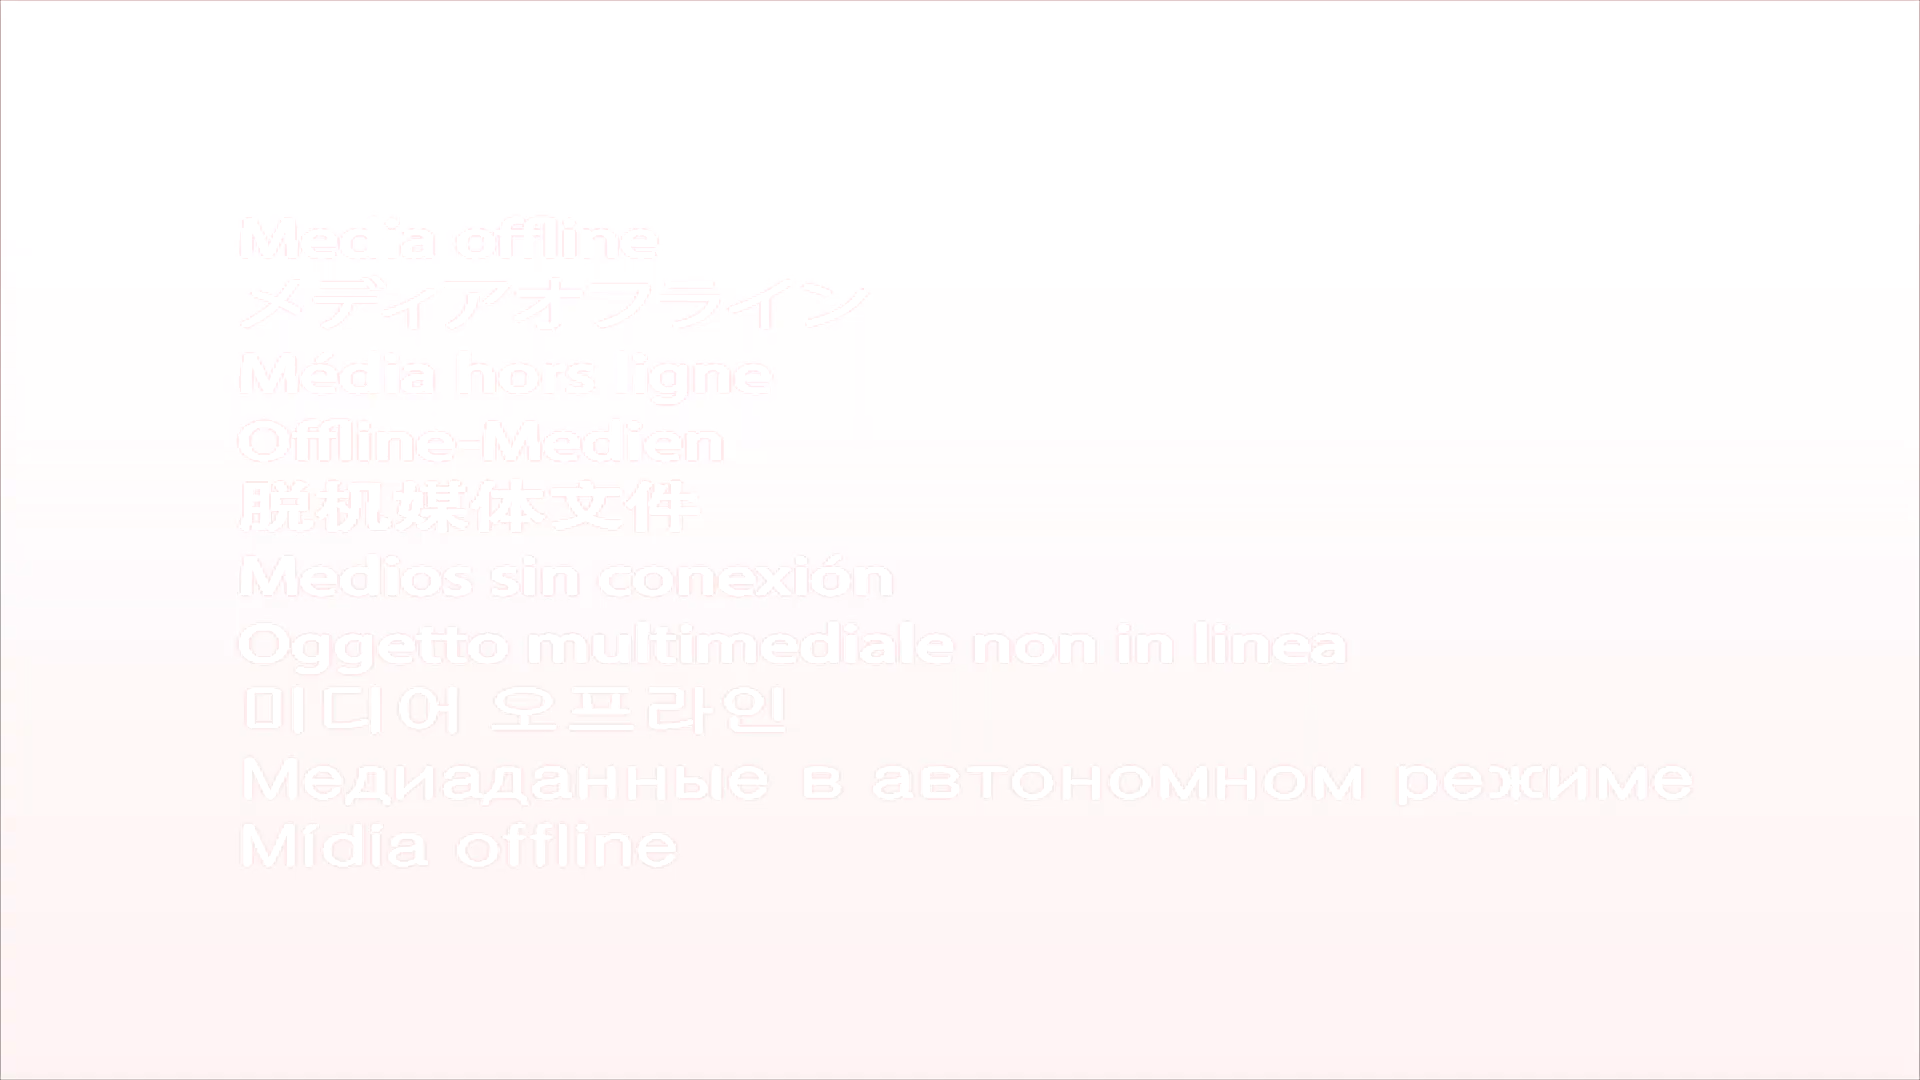 Media offline
メディアオフライン
Média hors ligne
Offline-Medien
脱机媒体文件
Medios sin conexión
Oggetto multimediale non in linea
미디어 오프라인
Медиаданные в автономном режиме
Mídia offline